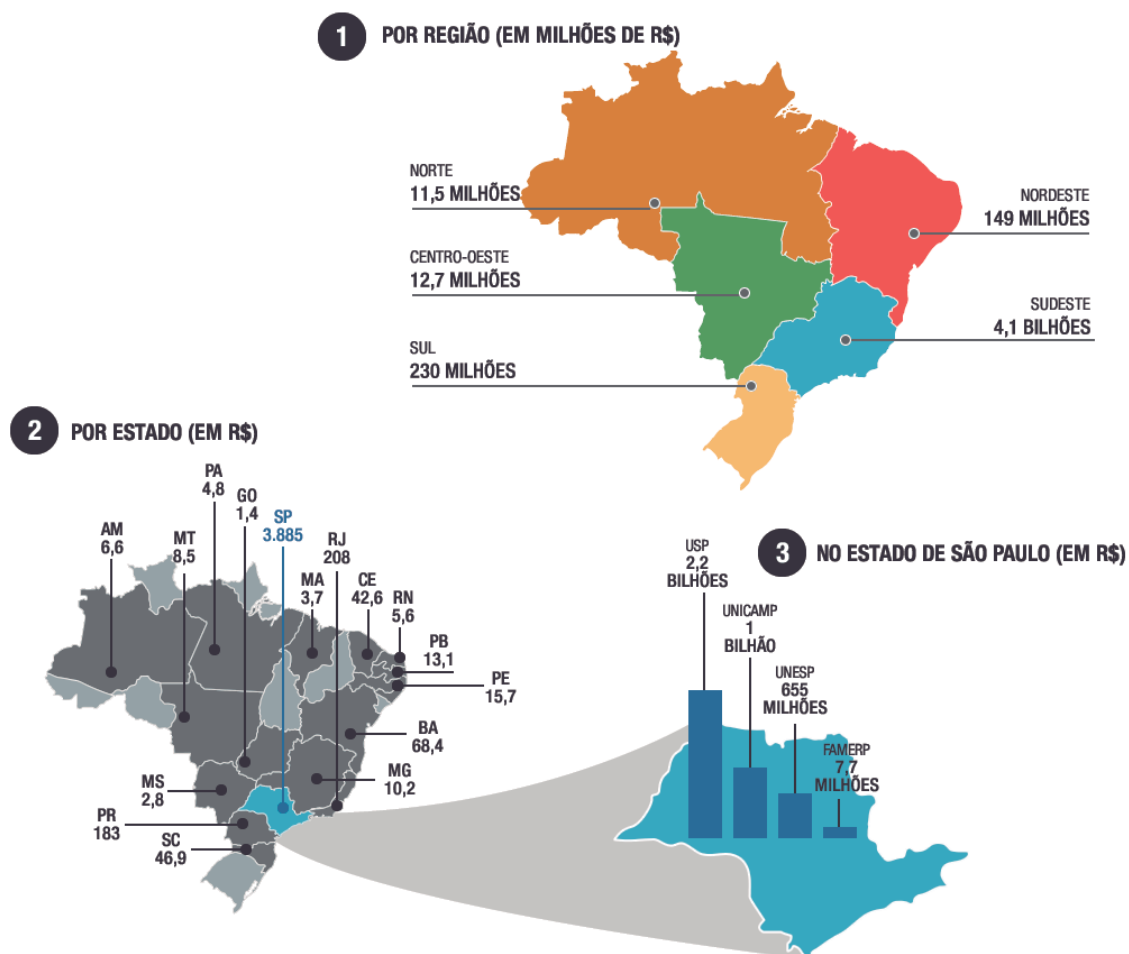 1
POR REGIÃO (EM MILHÕES DE R$)
NORTE
11,5 MILHÕES
NORDESTE
149 MILHÕES
CENTRO-OESTE
12,7 MILHÕES
SUDESTE
4,1 BILHÕES
SUL
230 MILHÕES
2
POR ESTADO (EM R$)
PA
4,8
GO
1,4
SP
3.885
AM
6,6
MT
8,5
RJ
208
MA
3,7
CE
42,6
RN
5,6
PB
13,1
PE
15,7
BA
68,4
MG
10,2
MS
2,8
PR
183
SC
46,9
3
NO ESTADO DE SÃO PAULO (EM R$)
USP
2,2
BILHÕES
UNICAMP
1
BILHÃO
UNESP
655
MILHÕES
FAMERP
7,7
MILHÕES